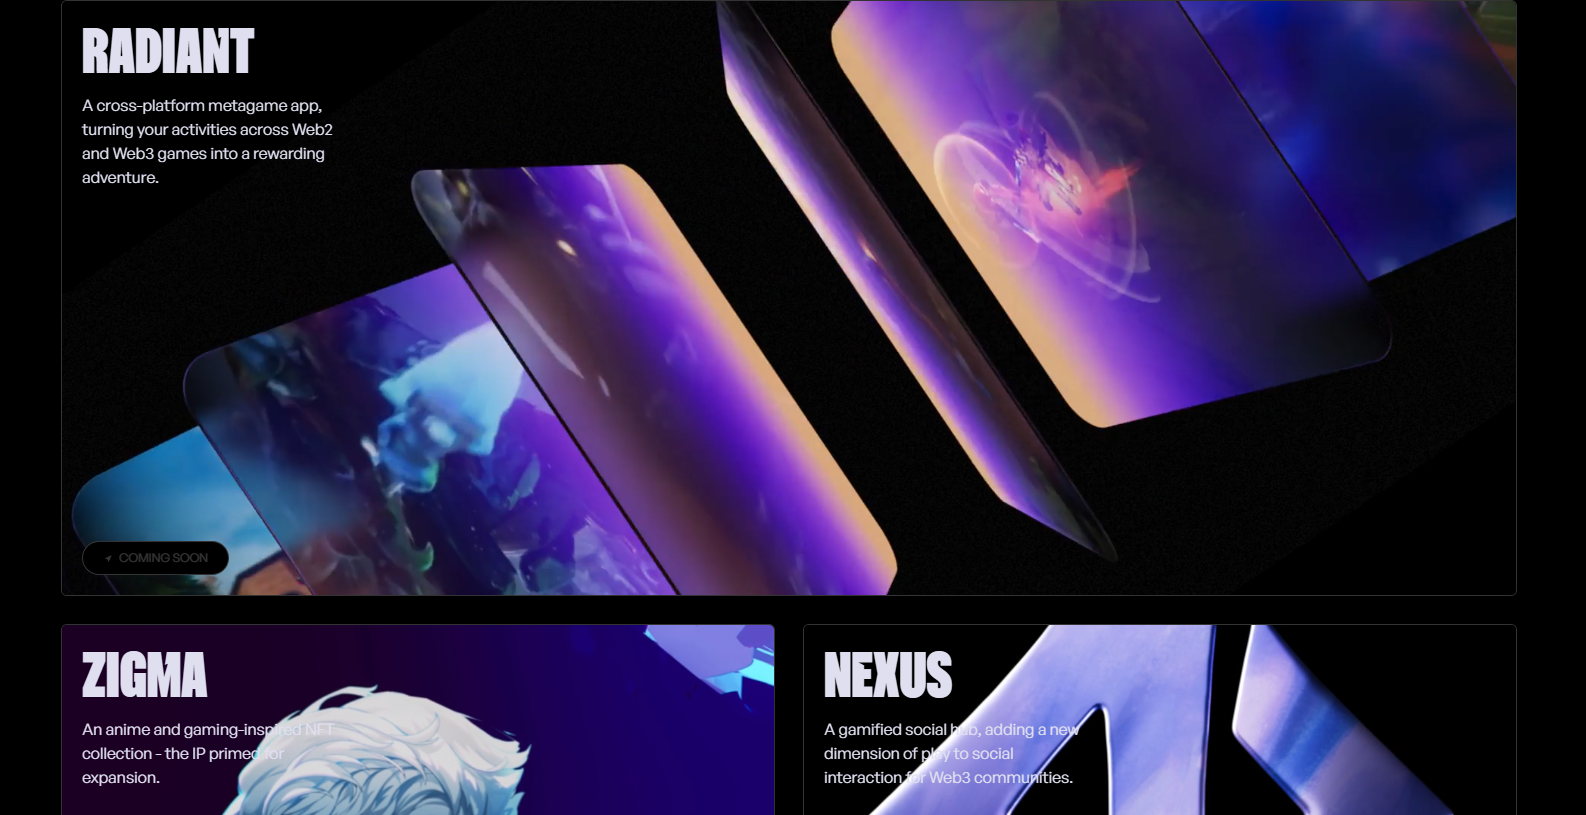 RADIANT
A cross-platform metagame app,
turning your activities across Web2
and Web3 games into a rewarding
adventure.
COMING SOON
ZIGMA
An anime and gaming-inspired NFT
collection - the IP primed for
expansion.
NEXUS
A gamified social hub, adding a new
dimension of play to social
interaction for Web3 communities.